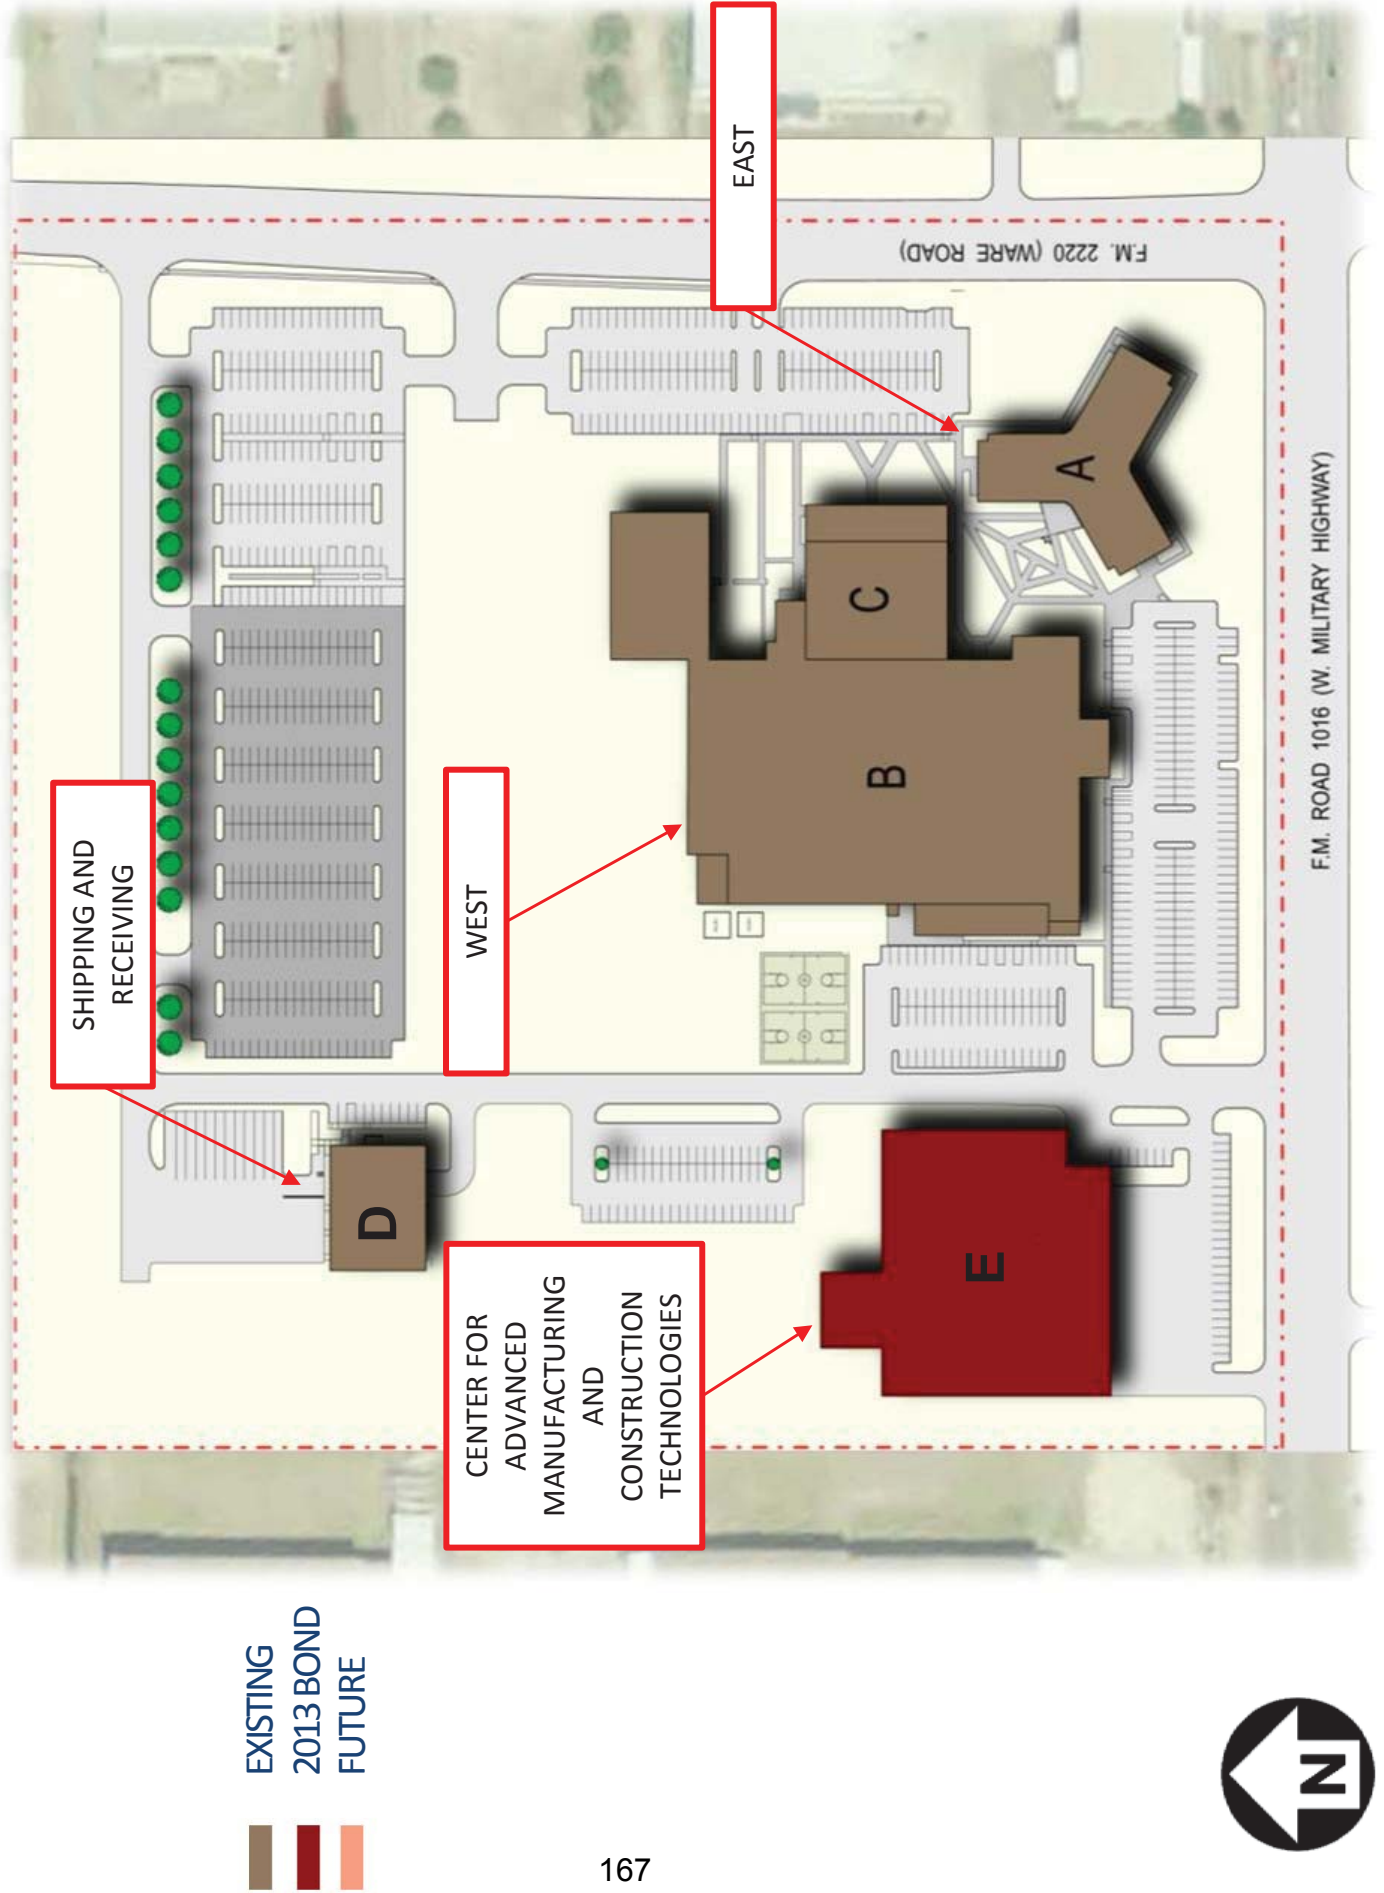 EAST
F.M. 2220 (WARE ROAD)
SHIPPING AND
RECEIVING
WEST
A
C
B
D
E
CENTER FOR
ADVANCED
MANUFACTURING
AND
CONSTRUCTION
TECHNOLOGIES
F.M. ROAD 1016 (W. MILITARY HIGHWAY)
EXISTING
2013 BOND
FUTURE
N
167